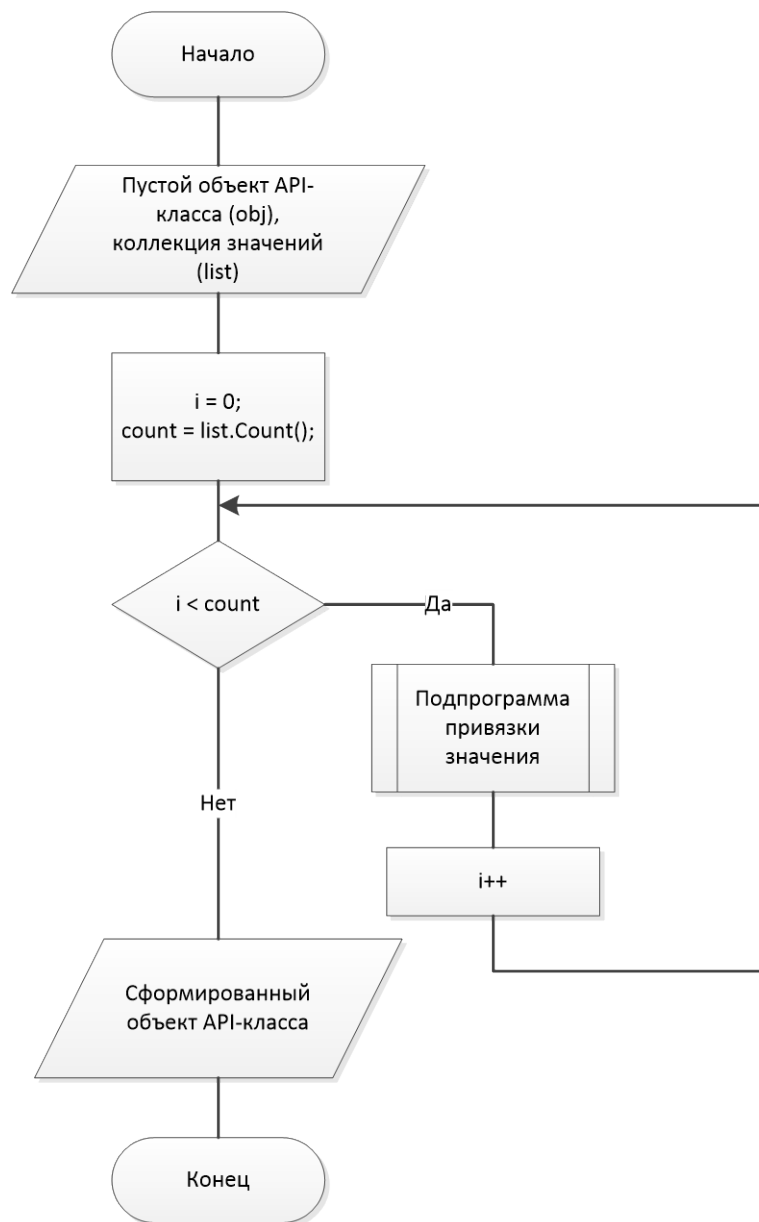 Начало
Пустой объект API-
класса (obj),
коллекция значений
(list)
i = 0;
count = list.Count();
i < count
Да
Подпрограмма
привязки
значения
Нет
i++
Сформированный
объект API-класса
Конец